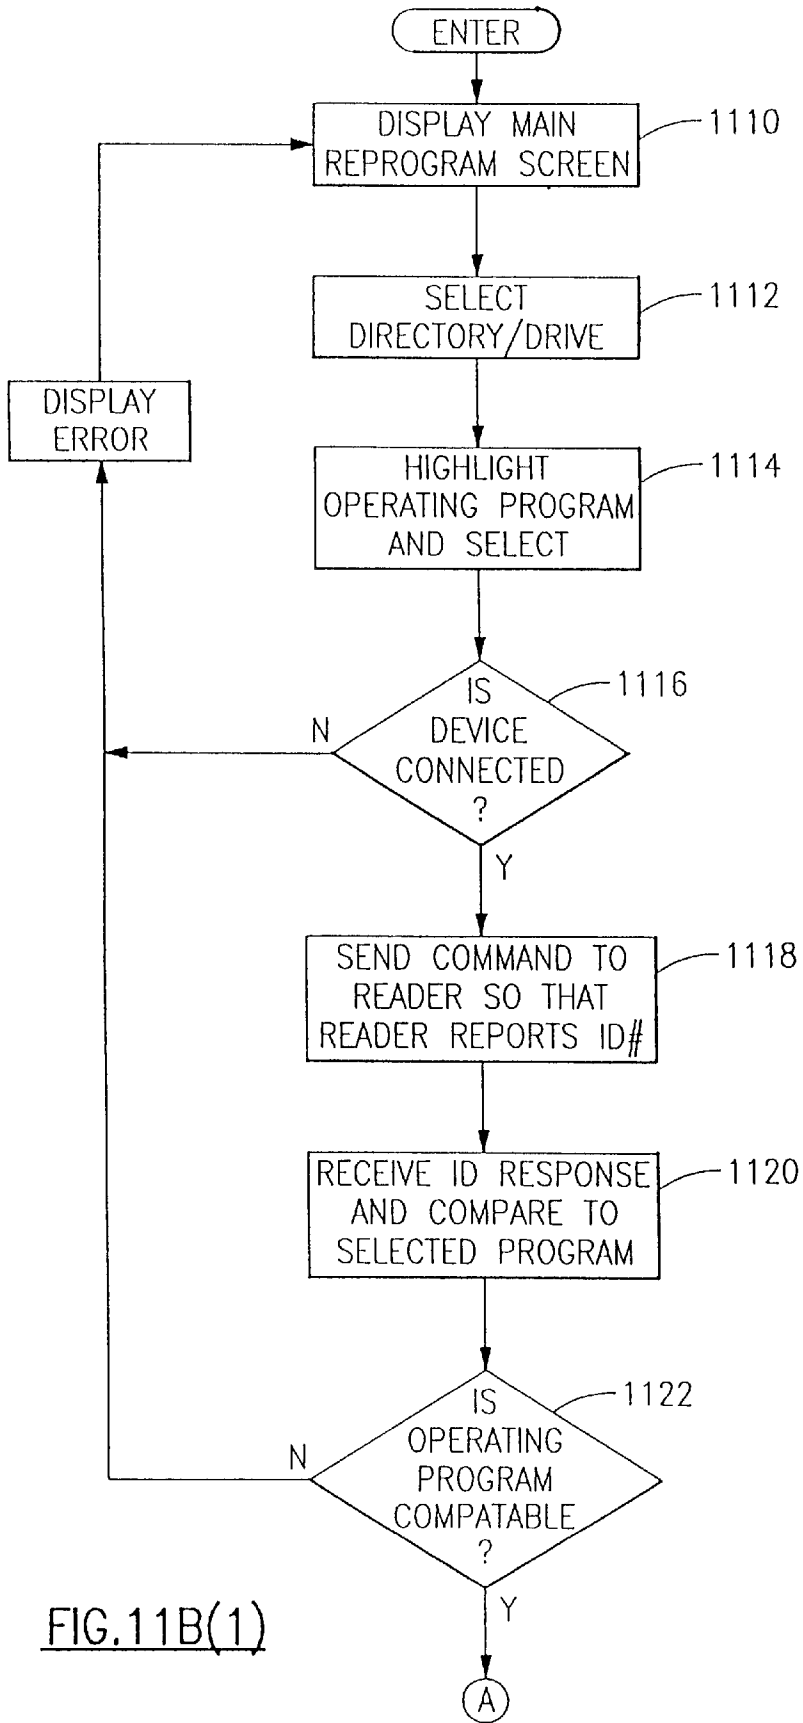 ENTER
DISPLAY MAIN
REPROGRAM SCREEN
1110
SELECT
DIRECTORY/DRIVE
1112
DISPLAY
ERROR
HIGHLIGHT
OPERATING PROGRAM
AND SELECT
1114
IS
DEVICE
CONNECTED
?
1116
N
Y
SEND COMMAND TO
READER SO THAT
READER REPORTS ID#
1118
RECEIVE ID RESPONSE
AND COMPARE TO
SELECTED PROGRAM
1120
IS
OPERATING
PROGRAM
COMPATABLE
?
1122
N
Y
FIG.11B(1)
A